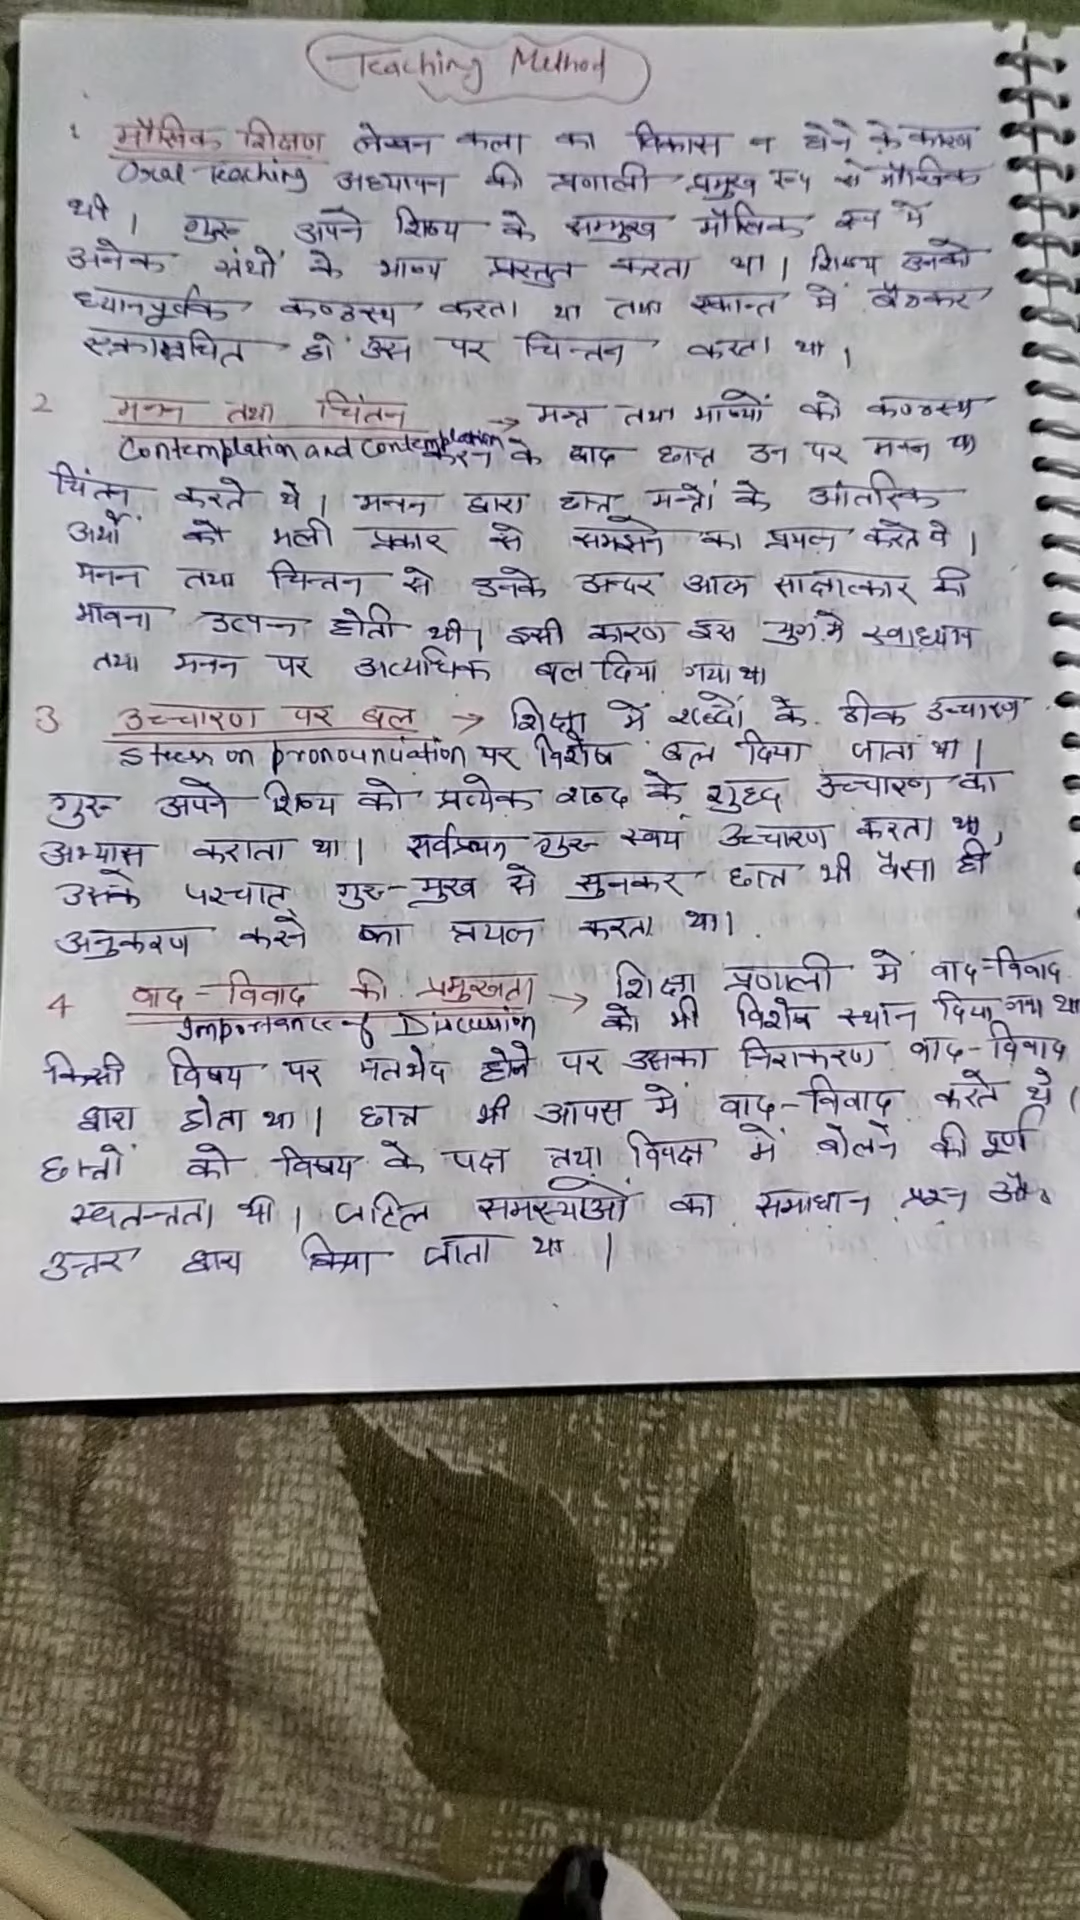 Teaching Method
1 मौखिक शिक्षण लेखन कला का विकास न होने के कारण
Oral Teaching अध्यापन की प्रणाली प्रमुख रूप से मौखिक
थी । गुरू अपने शिष्य के सम्मुख मौखिक रूप में
अनेक ग्रंथों के भाष्य प्रस्तुत करता था । शिष्य उनको
ध्यानपूर्वक कण्ठस्थ करता था तथा एकान्त में बैठकर
हो उस पर चिन्तन करता था ।
2 मनन तथा चिंतन → मन्त्र तथा भाष्यों को कण्ठस्थ
Contemplation and contemplation करने के बाद छात्र उन पर मनन व
चिंतन करते थे । मनन द्वारा छात्र मन्त्रों के आंतरिक
अर्थों को भली प्रकार से समझने का प्रयत्न करते थे ।
मनन तथा चिन्तन से उनके अन्दर आत्म साक्षात्कार की
भावना उत्पन्न होती थी। इसी कारण इस युग में स्वाध्याय
तथा मनन पर अत्याधिक बल दिया गया था
3 उच्चारण पर बल → शिक्षा में शब्दों के ठीक उच्चारण
Stress on pronounciation पर विशेष बल दिया जाता था ।
गुरू अपने शिष्य को प्रत्येक शब्द के शुद्ध उच्चारण का
अभ्यास कराता था । सर्वप्रथम गुरू स्वय उच्चारण करता था,
उसके पश्चात् गुरू-मुख से सुनकर छात्र भी वैसा ही
अनुकरण करने का प्रयत्न करता था।
4 वाद-विवाद की प्रमुखता → शिक्षा प्रणाली में वाद-विवाद
Importance of Discussion को भी विशेष स्थान दिया गया था
किसी विषय पर मतभेद होने पर उसका निराकरण वाद-विवाद
द्वारा होता था । छात्र भी आपस में वाद-विवाद करते थे ।
छात्रों को विषय के पक्ष तथा विपक्ष में बोलने की पूर्ण
स्वतन्त्रता थी । जटिल समस्याओं का समाधान प्रश्न और
उत्तर द्वारा किया जाता था ।